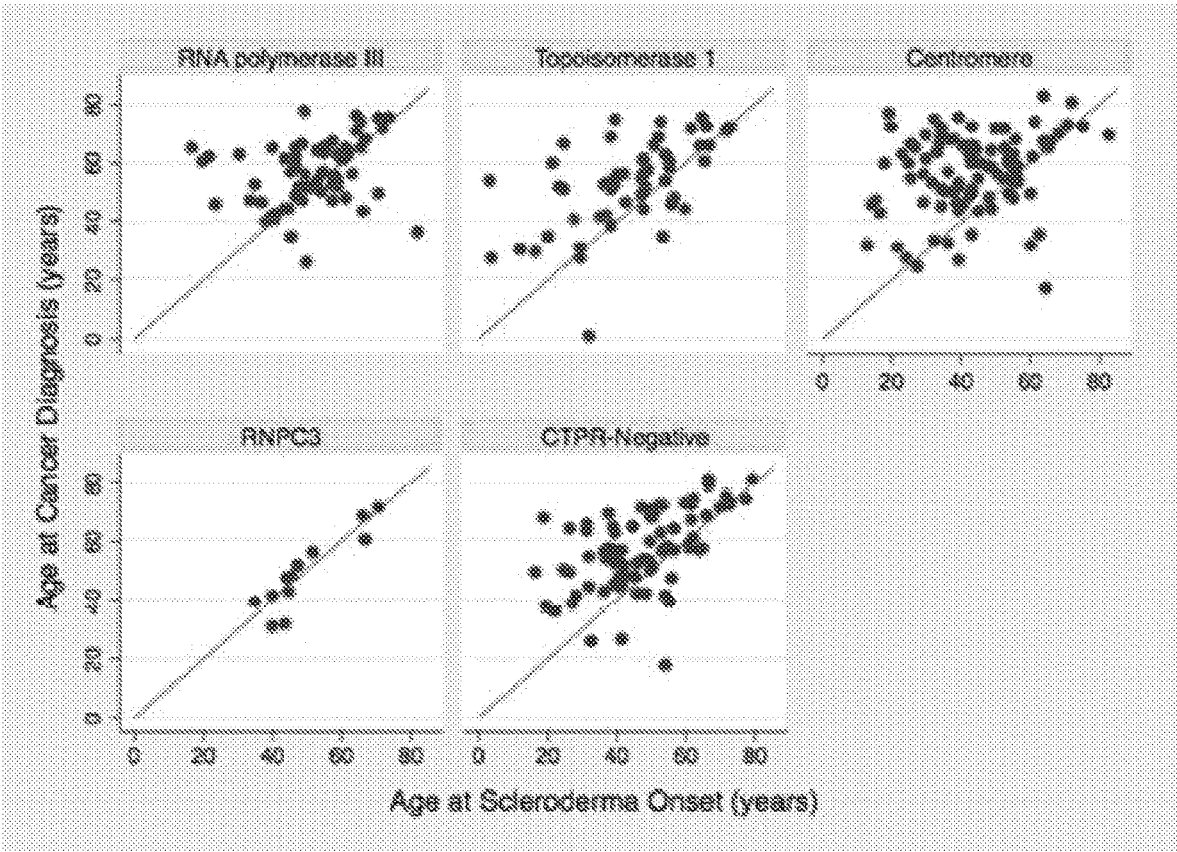 RNA polymerase III
Topoisomerase 1
Centromere
80
60
40
20
0
0 20 40 60 80
RNPC3
CTPR-Negative
80
60
40
20
0
0 20 40 60 80
0 20 40 60 80
Age at Cancer Diagnosis (years)
Age at Scleroderma Onset (years)